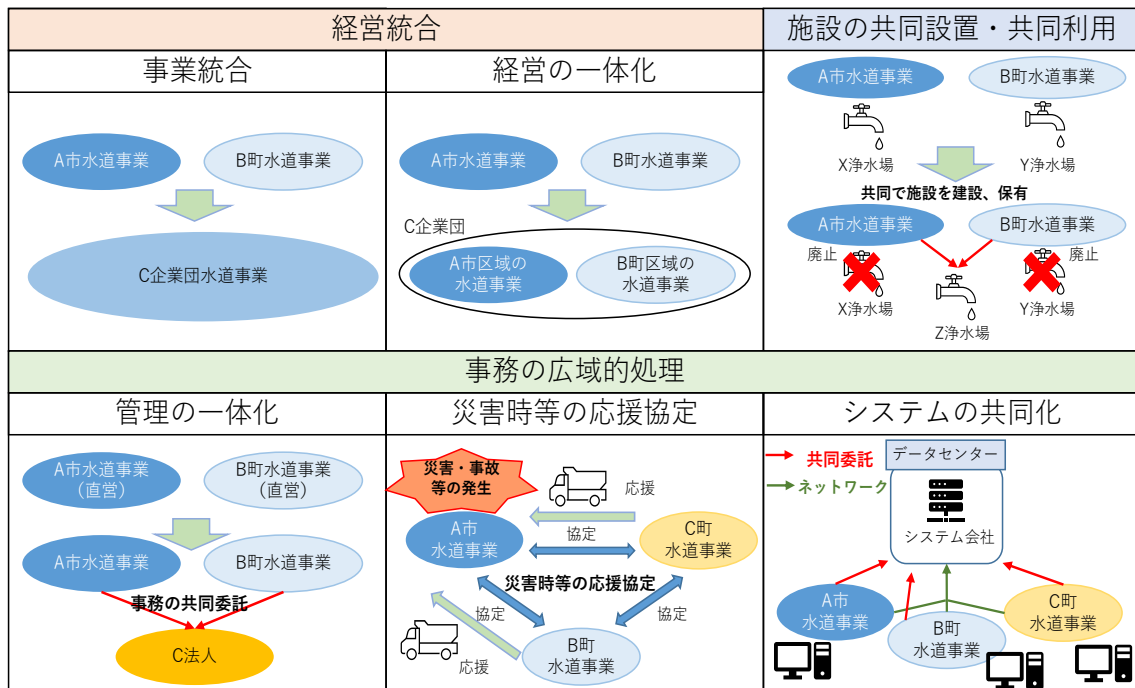 経営統合
施設の共同設置・共同利用
事業統合
経営の一体化
A市水道事業
B町水道事業
C企業団水道事業
A市水道事業
B町水道事業
C企業団
A市区域の
水道事業
B町区域の
水道事業
A市水道事業
B町水道事業
X浄水場
Y浄水場
共同で施設を建設、保有
A市水道事業
B町水道事業
廃止
廃止
X浄水場
Z浄水場
Y浄水場
事務の広域的処理
管理の一体化
災害時等の応援協定
システムの共同化
A市水道事業
(直営)
B町水道事業
(直営)
A市水道事業
B町水道事業
事務の共同委託
C法人
災害・事故
等の発生
応援
A市
水道事業
協定
C町
水道事業
災害時等の応援協定
協定
協定
応援
B町
水道事業
共同委託
ネットワーク
データセンター
システム会社
A市
水道事業
B町
水道事業
C町
水道事業